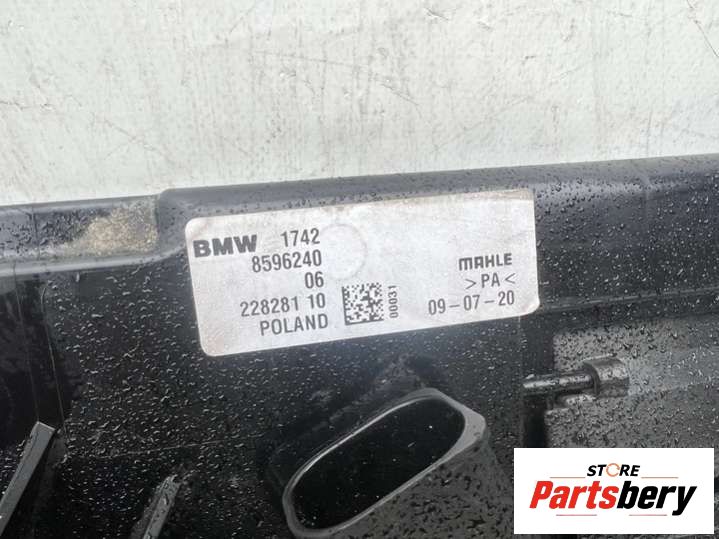 BMW 1742
8596240
06
228281 10
POLAND
00031
MAHLE
>PA<
09-07-20
STORE
Partsbery